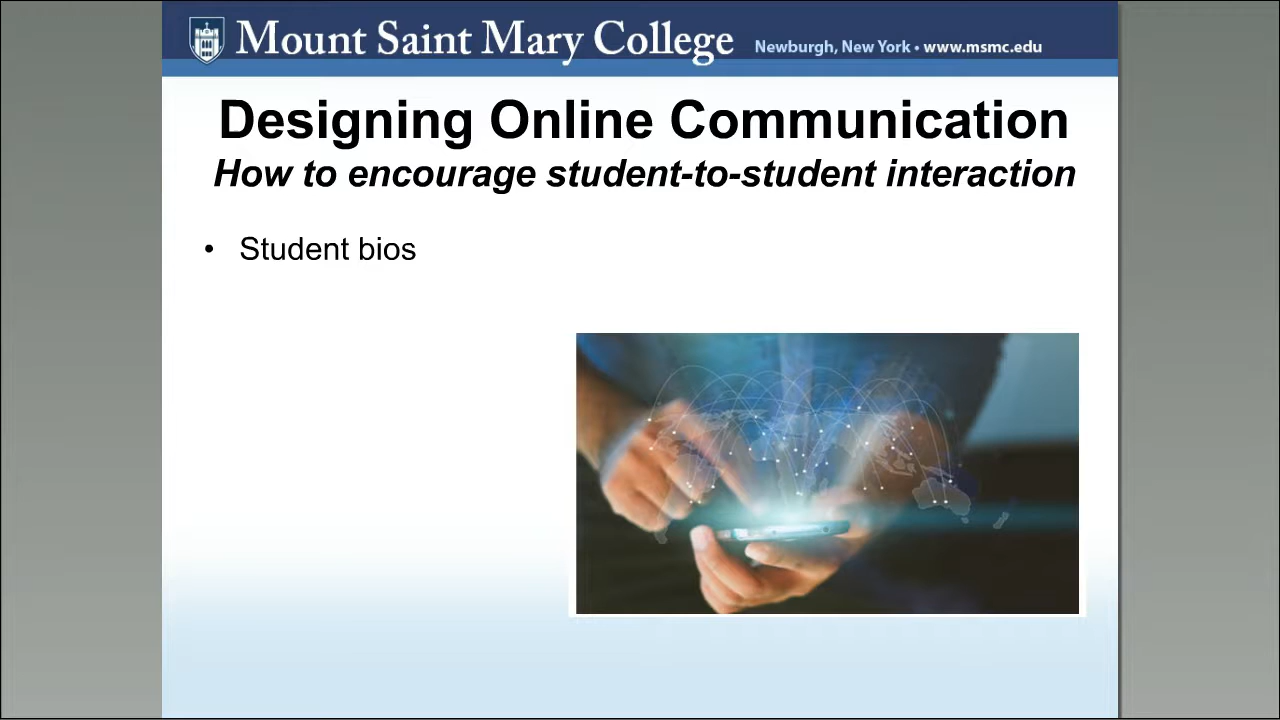 Mount Saint Mary College Newburgh, New York • www.msmc.edu
Designing Online Communication
How to encourage student-to-student interaction
• Student bios